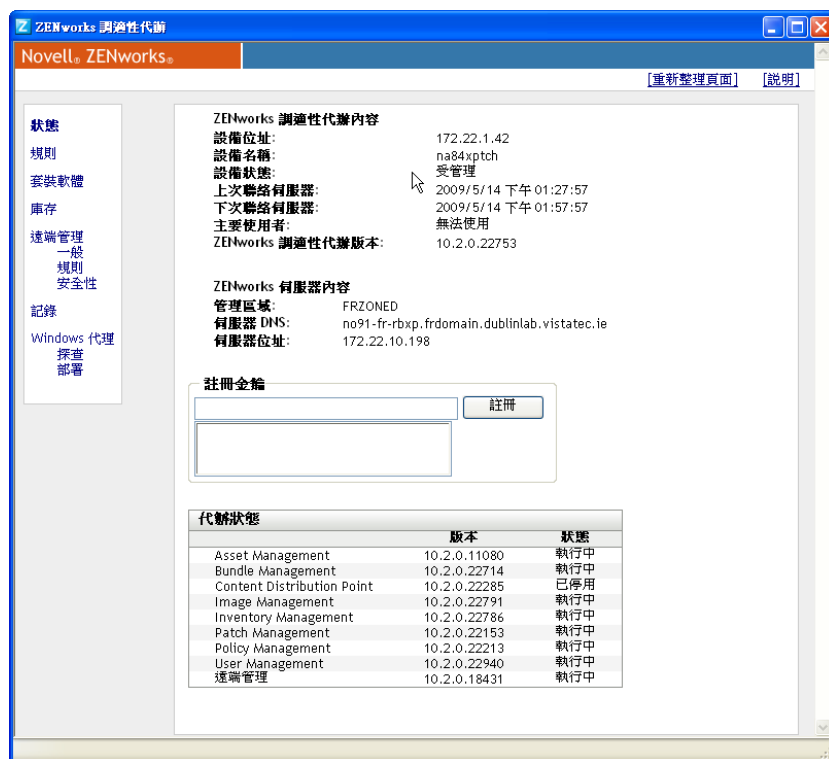 ZENworks 調適性代辦
Novell® ZENworks®
[重新整理頁面] [說明]
狀態
規則
套裝軟體
庫存
遠端管理
一般
規則
安全性
記錄
Windows 代理
探查
部署
ZENworks 調適性代辦內容
設備位址: 172.22.1.42
設備名稱: na84xptch
設備狀態: 受管理
上次聯絡伺服器: 2009/5/14 下午 01:27:57
下次聯絡伺服器: 2009/5/14 下午 01:57:57
主要使用者: 無法使用
ZENworks 調適性代辦版本: 10.2.0.22753
ZENworks 伺服器內容
管理區域: FRZONED
伺服器 DNS: no91-fr-rbxp.frdomain.dublinlab.vistatec.ie
伺服器位址: 172.22.10.198
註冊金鑰
註冊
代辦狀態
版本 狀態
Asset Management 10.2.0.11080 執行中
Bundle Management 10.2.0.22714 執行中
Content Distribution Point 10.2.0.22285 已停用
Image Management 10.2.0.22791 執行中
Inventory Management 10.2.0.22786 執行中
Patch Management 10.2.0.22153 執行中
Policy Management 10.2.0.22213 執行中
User Management 10.2.0.22940 執行中
遠端管理 10.2.0.18431 執行中